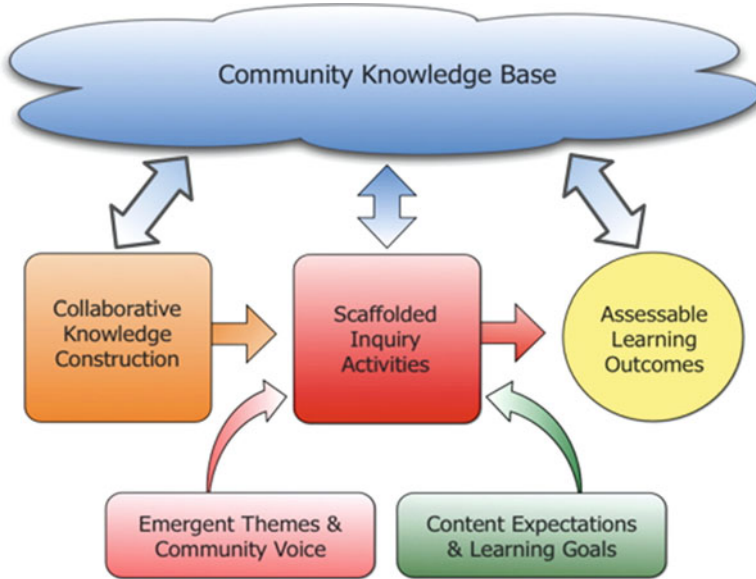 Community Knowledge Base
Collaborative
Knowledge
Construction
Scaffolded
Inquiry
Activities
Assessable
Learning
Outcomes
Emergent Themes &
Community Voice
Content Expectations
& Learning Goals